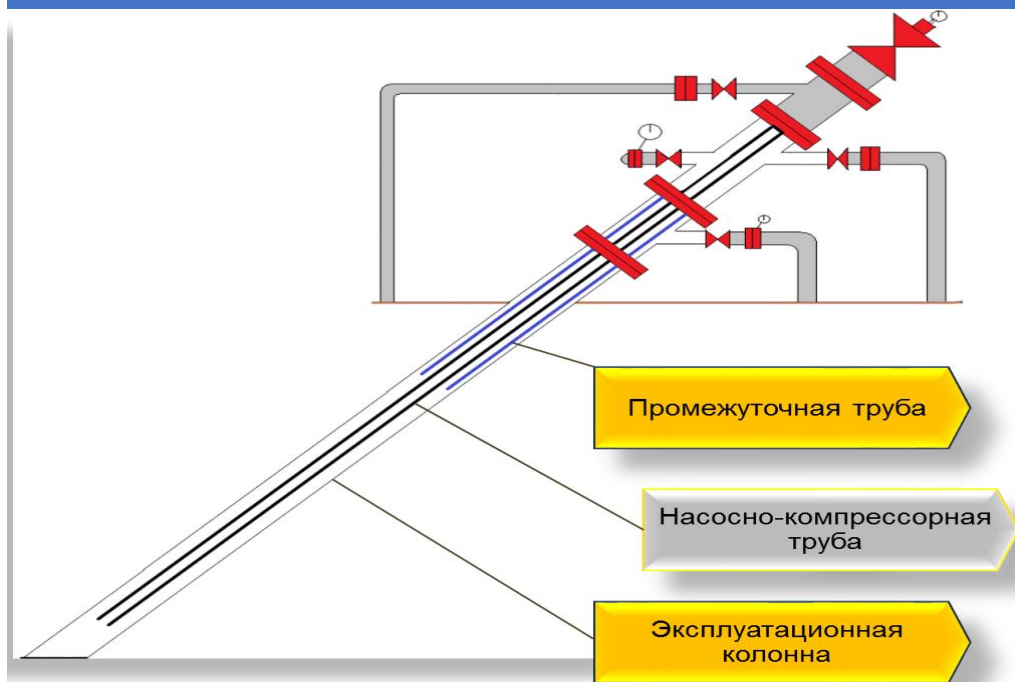 Промежуточная труба
Насосно-компрессорная
труба
Эксплуатационная
колонна